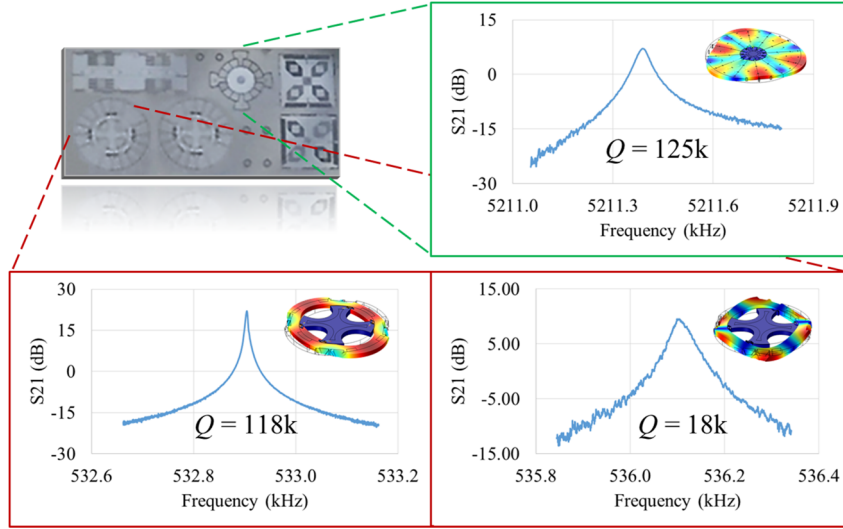 15
0
-15
-30
S21 (dB)
Q = 125k
5211.0 5211.3 5211.6 5211.9
Frequency (kHz)
30
15
0
-15
-30
S21 (dB)
Q = 118k
532.6 532.8 533.0 533.2
Frequency (kHz)
15.00
5.00
-5.00
-15.00
S21 (dB)
Q = 18k
535.8 536.0 536.2 536.4
Frequency (kHz)